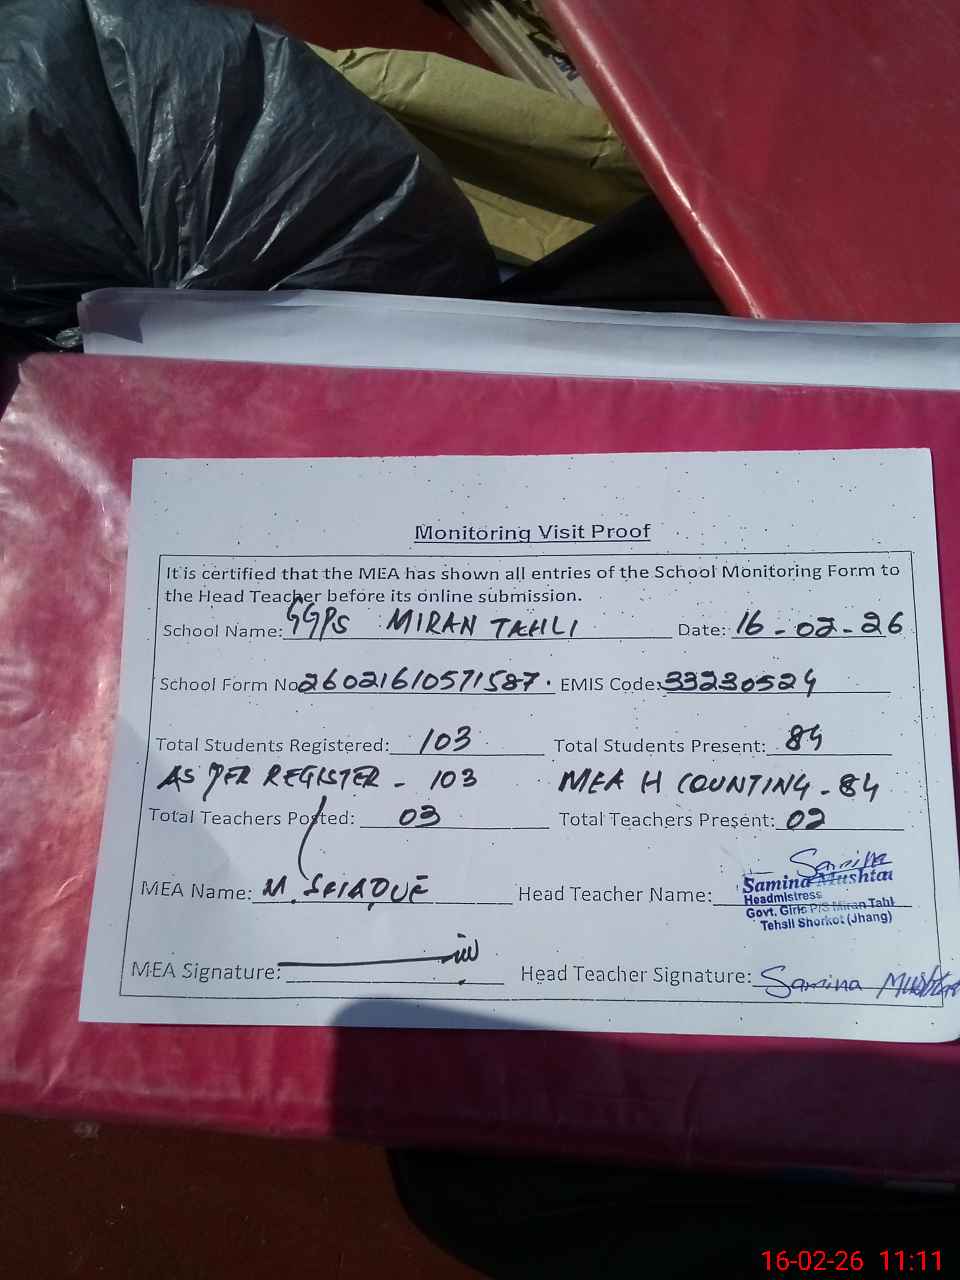 Monitoring Visit Proof
It is certified that the MEA has shown all entries of the School Monitoring Form to
the Head Teacher before its online submission.
School Name: GGPS MIRAN TAHLI Date: 16-02-26
School Form No 26021610571587. EMIS Code: 33230524
Total Students Registered: 103 Total Students Present: 84
AS PER REGISTER - 103 MEA H COUNTING - 84
Total Teachers Posted: 03 Total Teachers Present: 02
Samina
MEA Name: M. Head Teacher Name: Samina Mushtaq
Headmistress
Govt. Girls P/S Miran Tahli
Tehsil Shorkot (Jhang)
MEA Signature: Head Teacher Signature: Samina Mushtaq
16-02-26 11:11